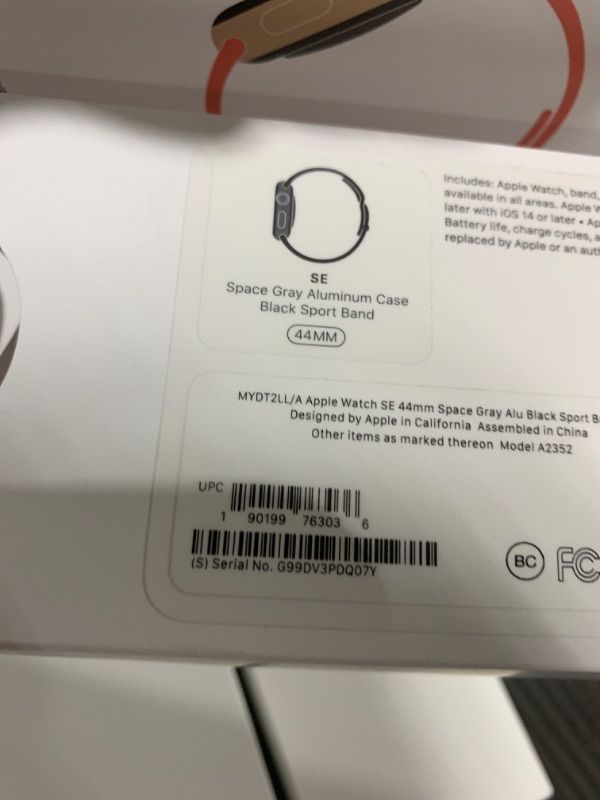 SE
Space Gray Aluminum Case
Black Sport Band
44MM
Includes: Apple Watch, band,
available in all areas. Apple W
later with iOS 14 or later • Ap
Battery life, charge cycles, a
replaced by Apple or an auth
MYDT2LL/A Apple Watch SE 44mm Space Gray Alu Black Sport B
Designed by Apple in California Assembled in China
Other items as marked thereon Model A2352
UPC
1 90199 76303 6
(S) Serial No. G99DV3PDQ07Y
BC FC